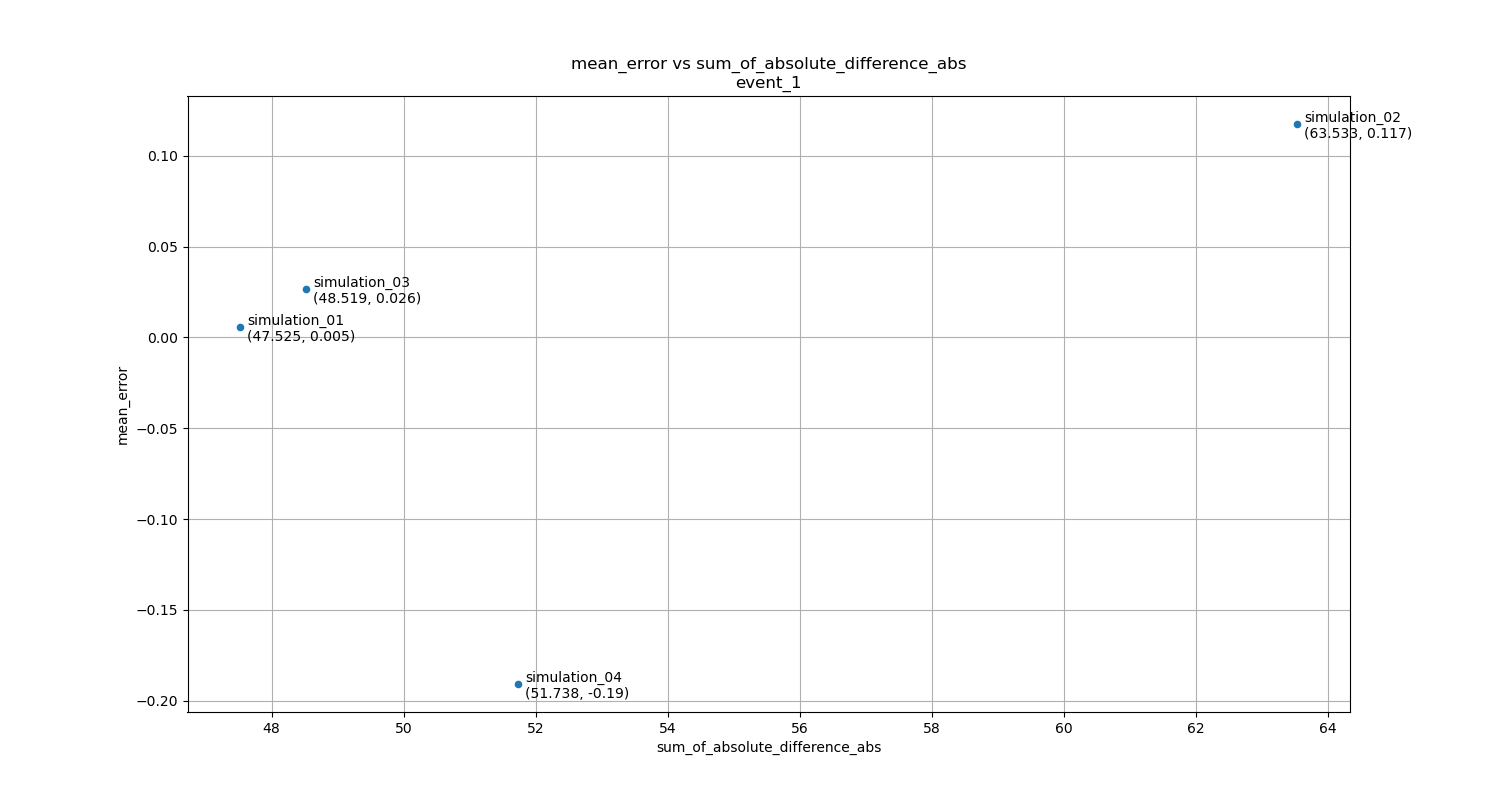 mean_error vs sum_of_absolute_difference_abs
event_1
simulation_02
(63.533, 0.117)
0.10
0.05
simulation_03
(48.519, 0.026)
simulation_01
(47.525, 0.005)
0.00
mean_error
−0.05
−0.10
−0.15
simulation_04
(51.738, -0.19)
−0.20
48 50 52 54 56 58 60 62 64
sum_of_absolute_difference_abs